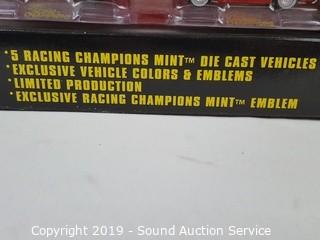 •5 RACING CHAMPIONS MINT™ DIE CAST VEHICLES
•EXCLUSIVE VEHICLE COLORS & EMBLEMS
•LIMITED PRODUCTION
•EXCLUSIVE RACING CHAMPIONS MINT™ EMBLEM
Copyright 2019 - Sound Auction Service